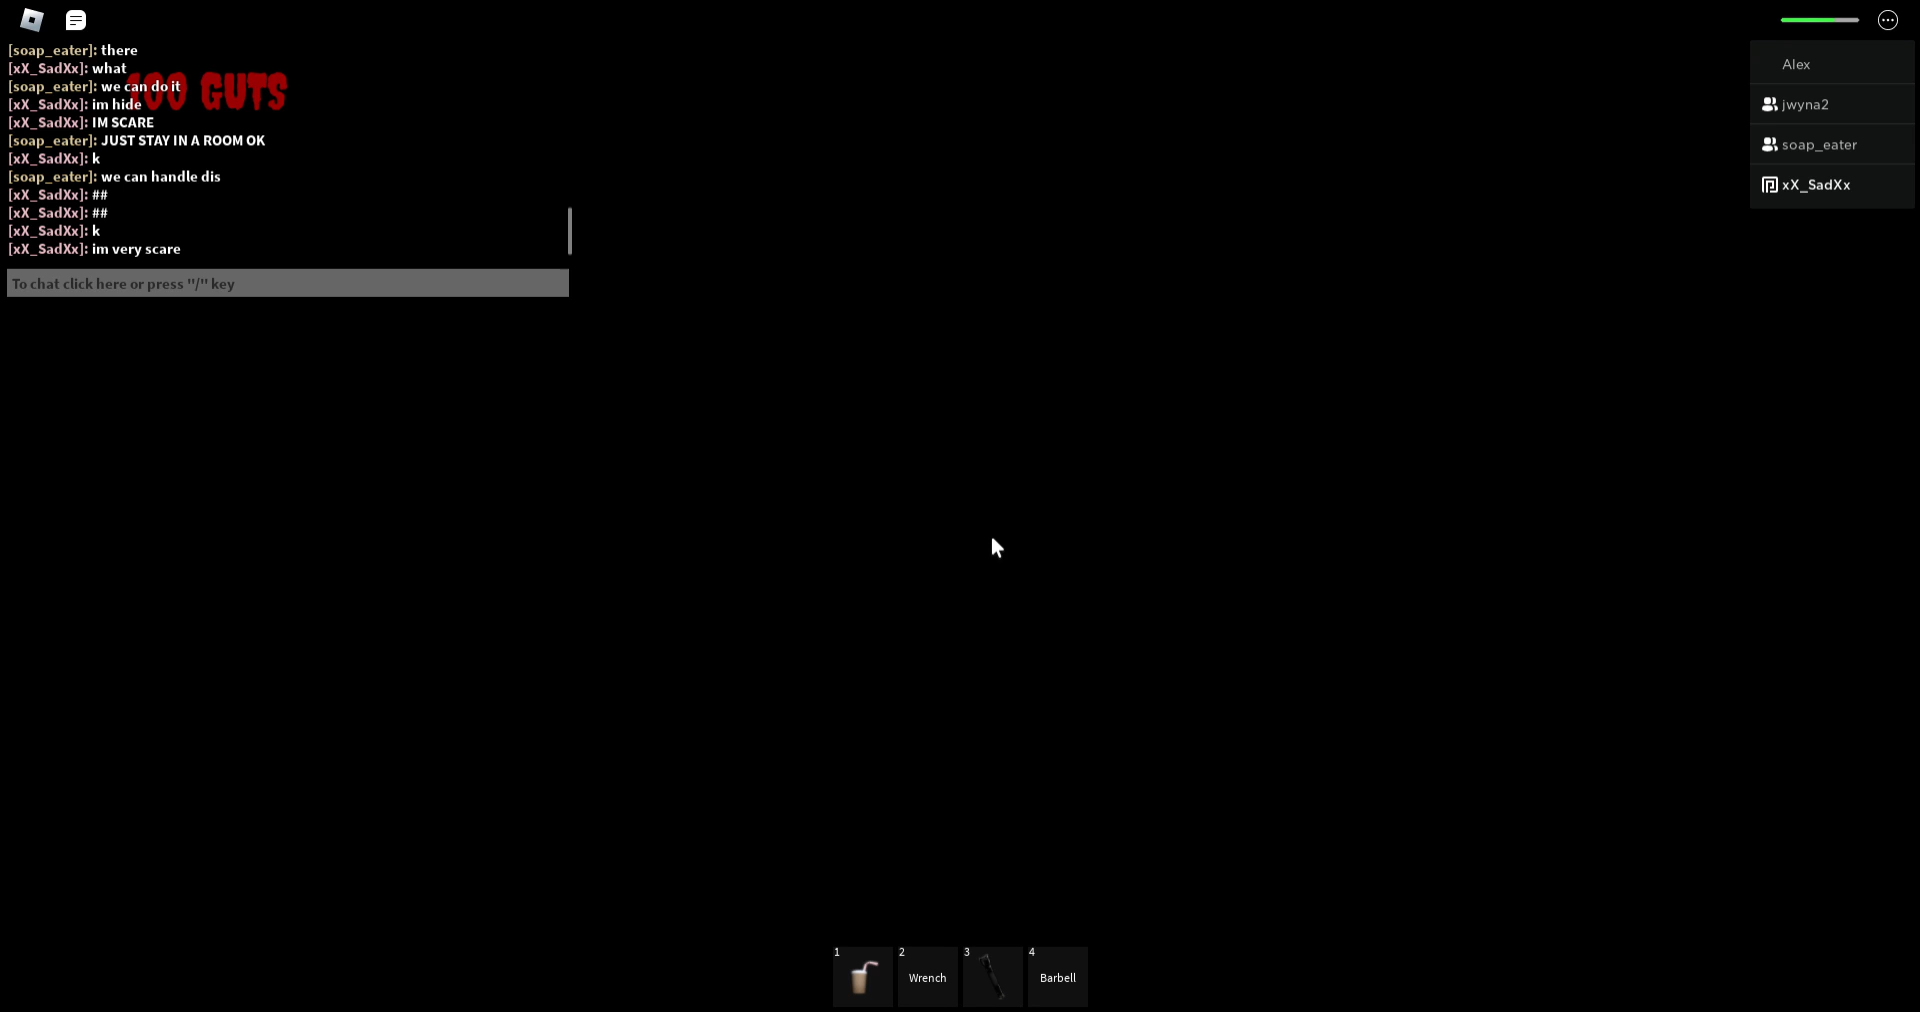 [soap_eater]: there
[xX_SadXx]: what
[soap_eater]: we can do it
100 GUTS
[xX_SadXx]: im hide
[xX_SadXx]: IM SCARE
[soap_eater]: JUST STAY IN A ROOM OK
[xX_SadXx]: k
[soap_eater]: we can handle dis
[xX_SadXx]: ##
[xX_SadXx]: ##
[xX_SadXx]: k
[xX_SadXx]: im very scare
To chat click here or press "/" key
Alex
jwyna2
soap_eater
xX_SadXx
1
2
Wrench
3
4
Barbell